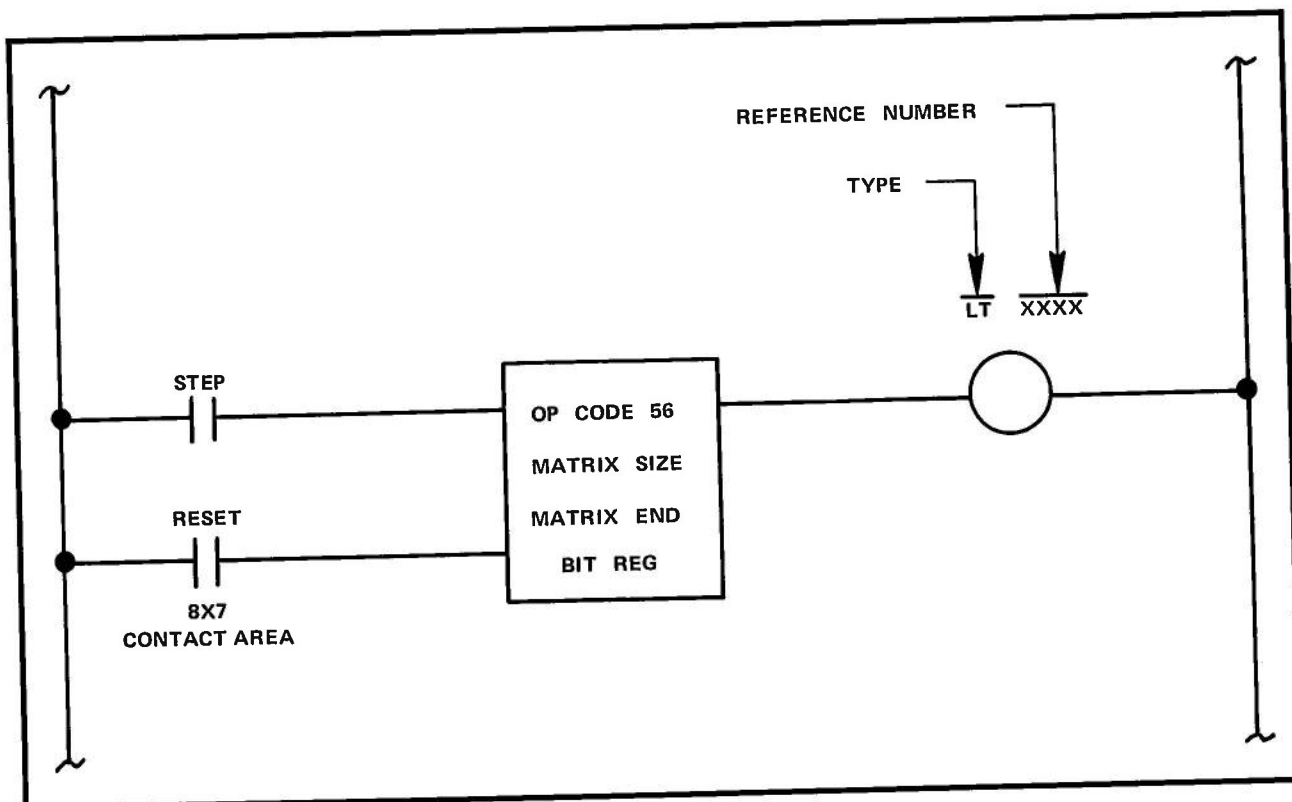 REFERENCE NUMBER
TYPE
LT XXXX
STEP
OP CODE 56
MATRIX SIZE
MATRIX END
BIT REG
RESET
8X7
CONTACT AREA